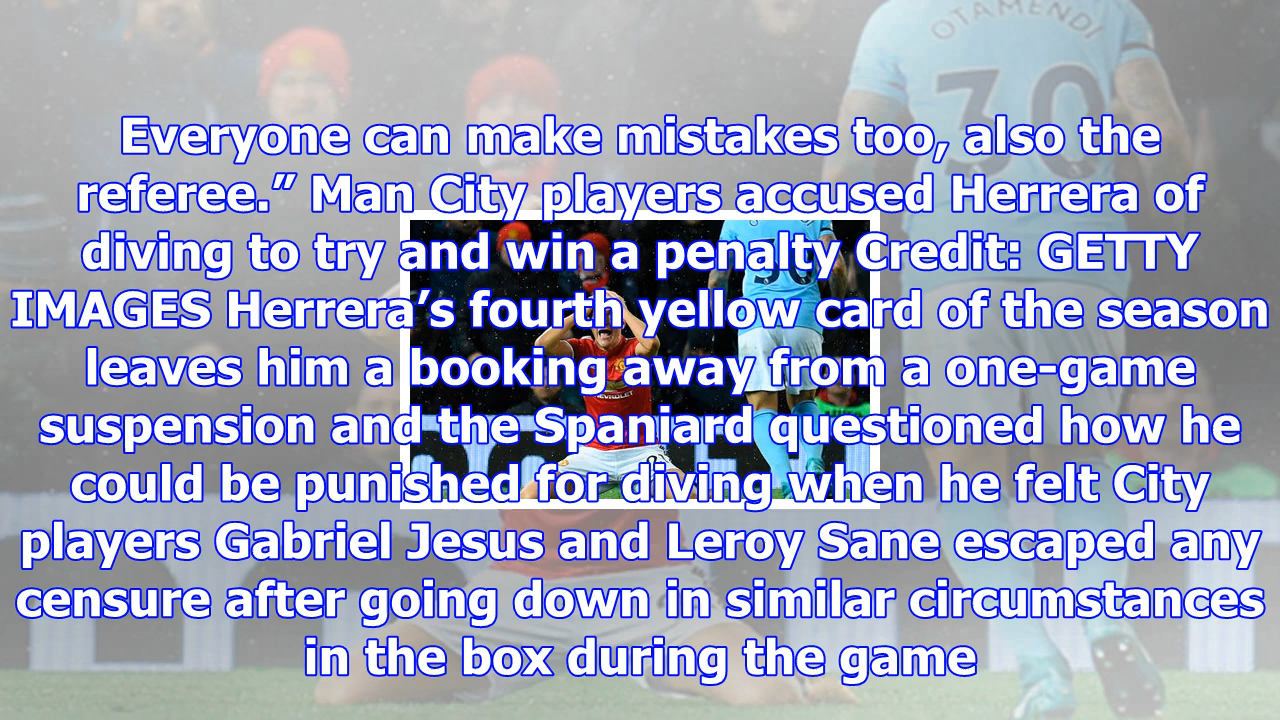 OTAMENDI
30
Everyone can make mistakes too, also the
referee.” Man City players accused Herrera of
diving to try and win a penalty Credit: GETTY
IMAGES Herrera’s fourth yellow card of the season
leaves him a booking away from a one-game
suspension and the Spaniard questioned how he
could be punished for diving when he felt City
players Gabriel Jesus and Leroy Sane escaped any
censure after going down in similar circumstances
in the box during the game
CHEVROLET